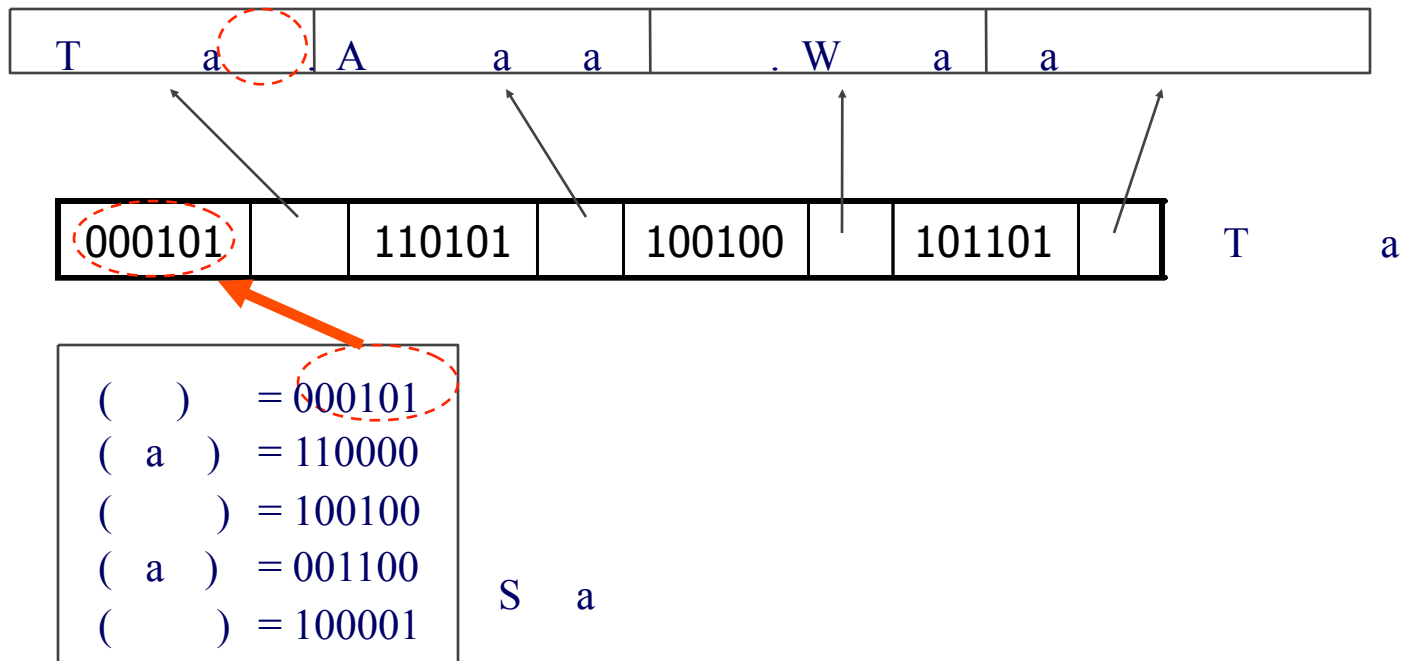 T a . A a a . W a a
000101 110101 100100 101101 T a
( ) = 000101
( a ) = 110000
( ) = 100100
( a ) = 001100
( ) = 100001
S a